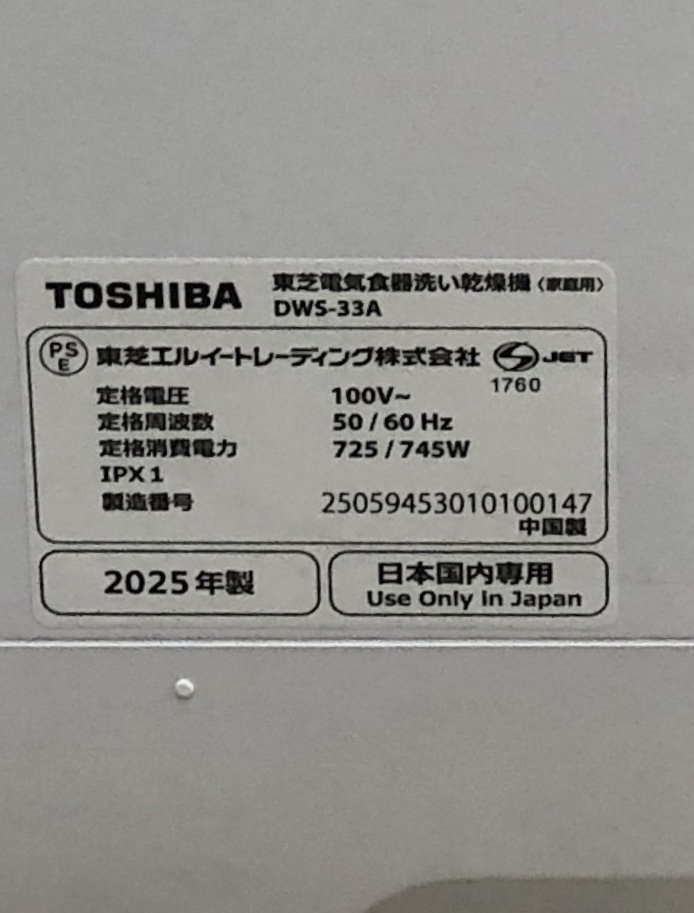 TOSHIBA
東芝電気食器洗い乾燥機〈家庭用〉
DWS-33A
PS
E
東芝エルイートレーディング株式会社
JET
1760
定格電圧 100V~
定格周波数 50 / 60 Hz
定格消費電力 725 / 745W
IPX1
製造番号 25059453010100147
中国製
2025年製
日本国内専用
Use Only in Japan